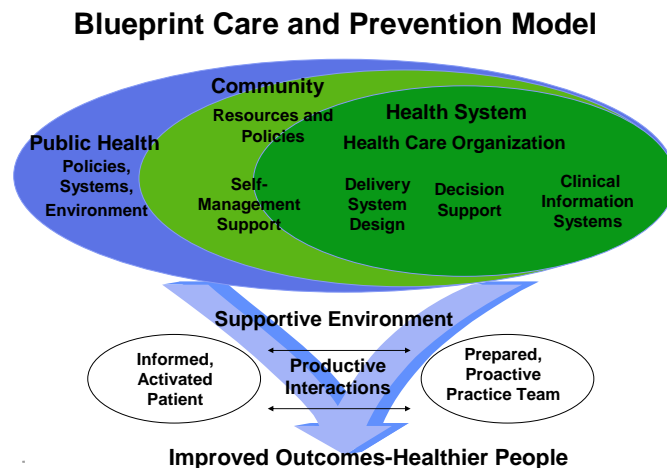 Blueprint Care and Prevention Model
Community
Resources and
Policies
Health System
Health Care Organization
Public Health
Policies,
Systems,
Environment
Self-
Management
Support
Delivery
System
Design
Decision
Support
Clinical
Information
Systems
Supportive Environment
Informed,
Activated
Patient
Productive
Interactions
Prepared,
Proactive
Practice Team
Improved Outcomes-Healthier People